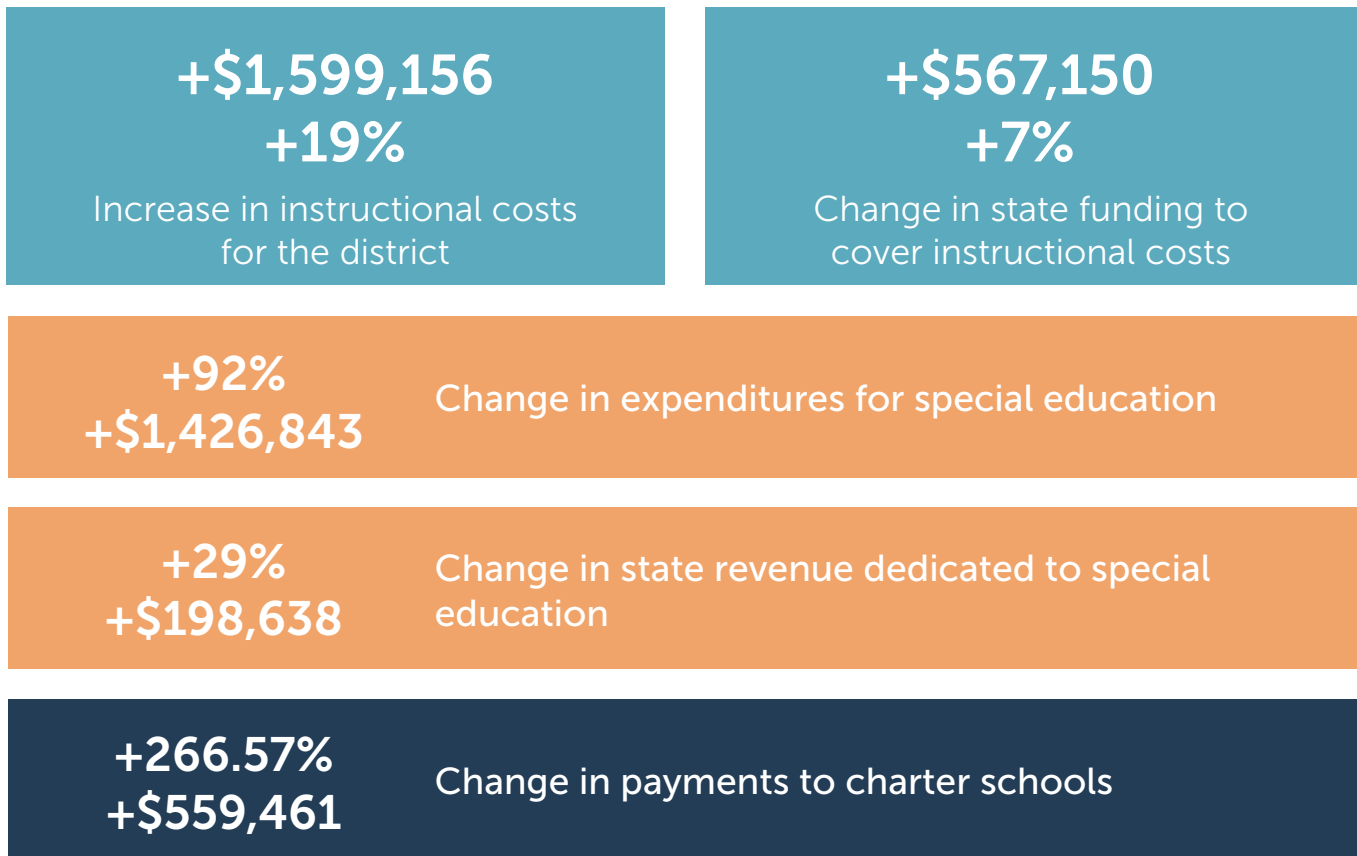 +$1,599,156
+19%
Increase in instructional costs
for the district
+$567,150
+7%
Change in state funding to
cover instructional costs
+92%
+$1,426,843
Change in expenditures for special education
+29%
+$198,638
Change in state revenue dedicated to special
education
+266.57%
+$559,461
Change in payments to charter schools